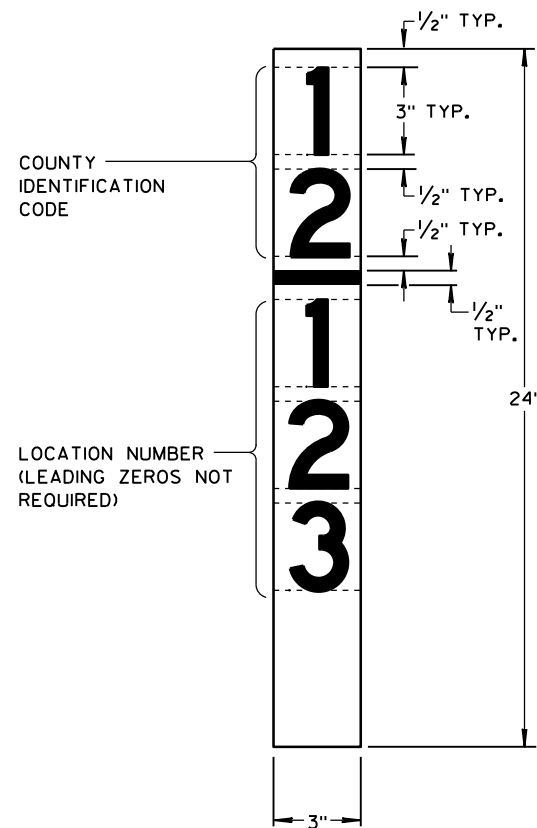 ½" TYP.
1
3" TYP.
COUNTY
IDENTIFICATION
CODE
2
½" TYP.
½" TYP.
½"
TYP.
1
24'
2
LOCATION NUMBER
(LEADING ZEROS NOT
REQUIRED)
3
3"